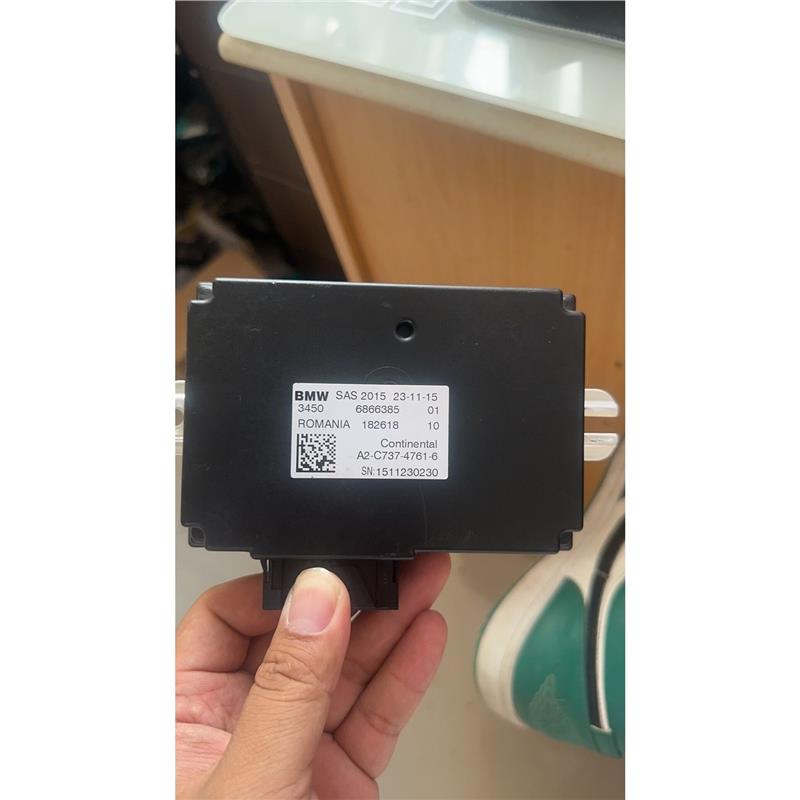 BMW SAS 2015 23-11-15
3450 6866385 01
ROMANIA 182618 10
Continental
A2-C737-4761-6
SN:1511230230